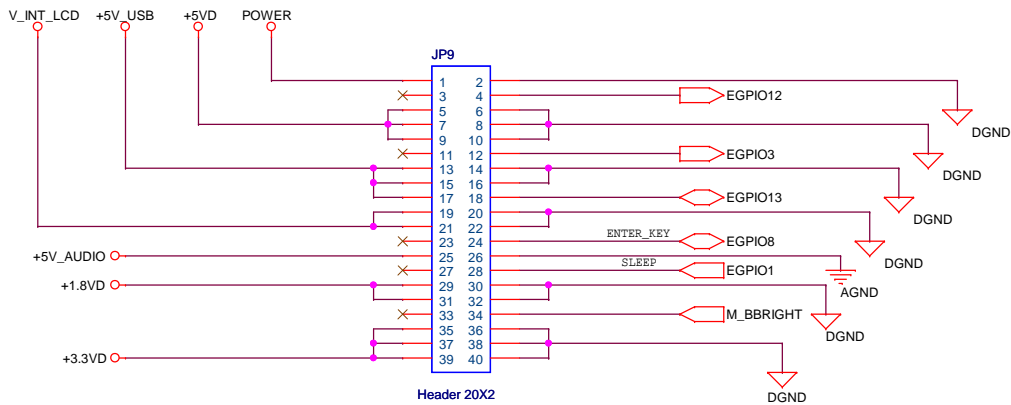 V_INT_LCD +5V_USB +5VD POWER
JP9
1 2
3 4 EGPIO12
5 6
7 8
DGND
9 10
11 12 EGPIO3
13 14
DGND
15 16
17 18 EGPIO13
19 20
DGND
21 22
23 24 ENTER_KEY EGPIO8
+5V_AUDIO 25 26
DGND
27 28 SLEEP EGPIO1
+1.8VD 29 30
AGND
31 32
33 34 M_BBRIGHT
35 36
DGND
37 38
+3.3VD 39 40
Header 20X2
DGND